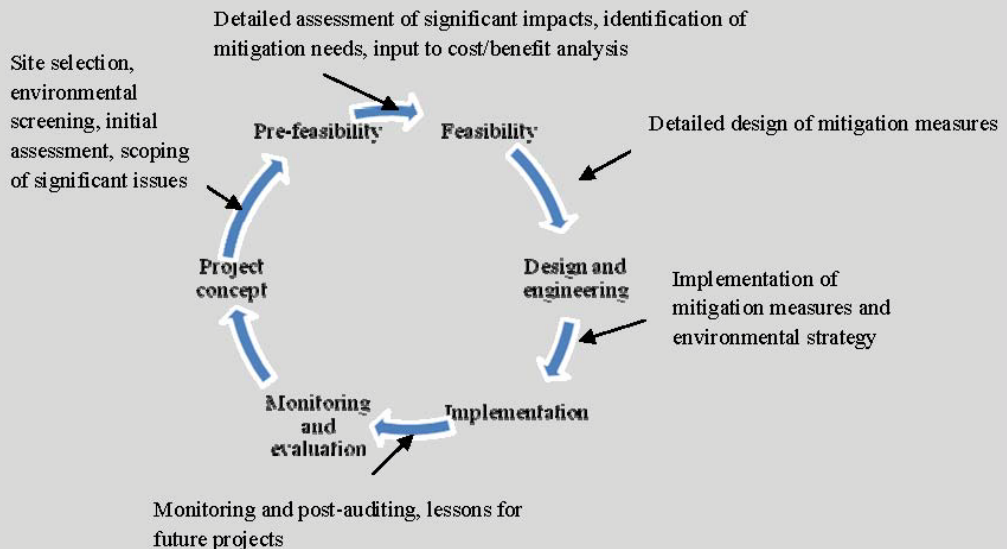 Detailed assessment of significant impacts, identification of
mitigation needs, input to cost/benefit analysis
Site selection,
environmental
screening, initial
assessment, scoping
of significant issues
Pre-feasibility
Feasibility
Detailed design of mitigation measures
Project
concept
Design and
engineering
Implementation of
mitigation measures and
environmental strategy
Monitoring
and
evaluation
Implementation
Monitoring and post-auditing, lessons for
future projects